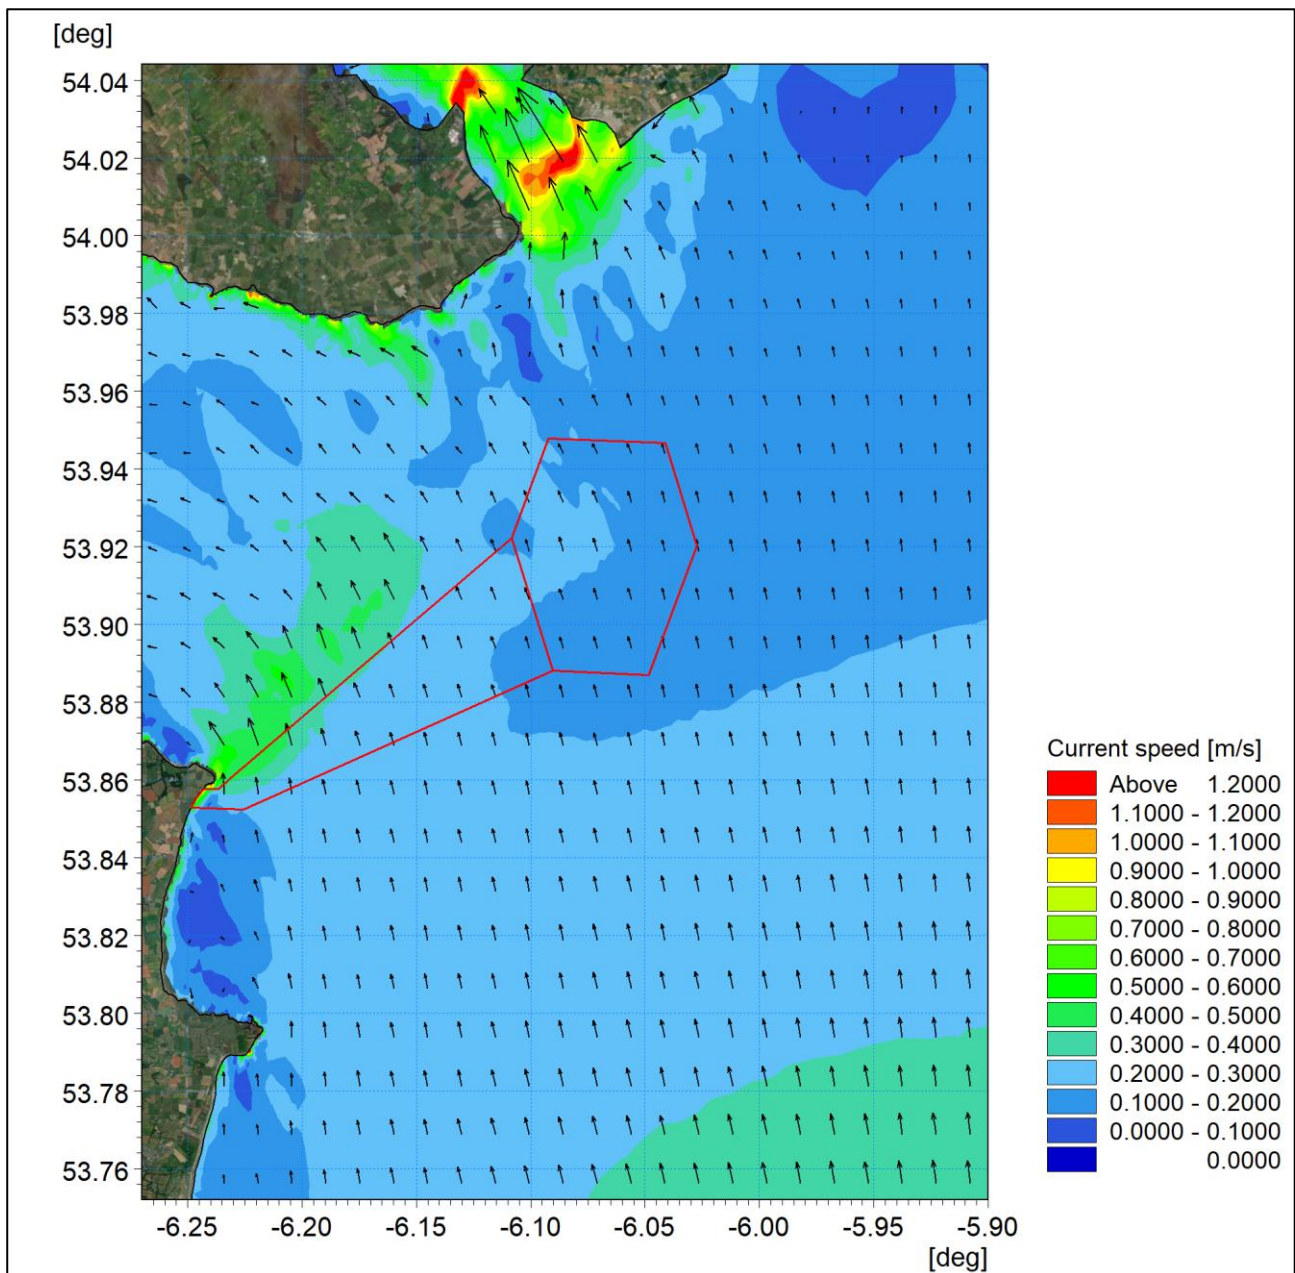 [deg]
54.04
54.02
54.00
53.98
53.96
53.94
53.92
53.90
53.88
53.86
53.84
53.82
53.80
53.78
53.76
-6.25 -6.20 -6.15 -6.10 -6.05 -6.00 -5.95 -5.90
[deg]
Current speed [m/s]
Above 1.2000
1.1000 - 1.2000
1.0000 - 1.1000
0.9000 - 1.0000
0.8000 - 0.9000
0.7000 - 0.8000
0.6000 - 0.7000
0.5000 - 0.6000
0.4000 - 0.5000
0.3000 - 0.4000
0.2000 - 0.3000
0.1000 - 0.2000
0.0000 - 0.1000
0.0000